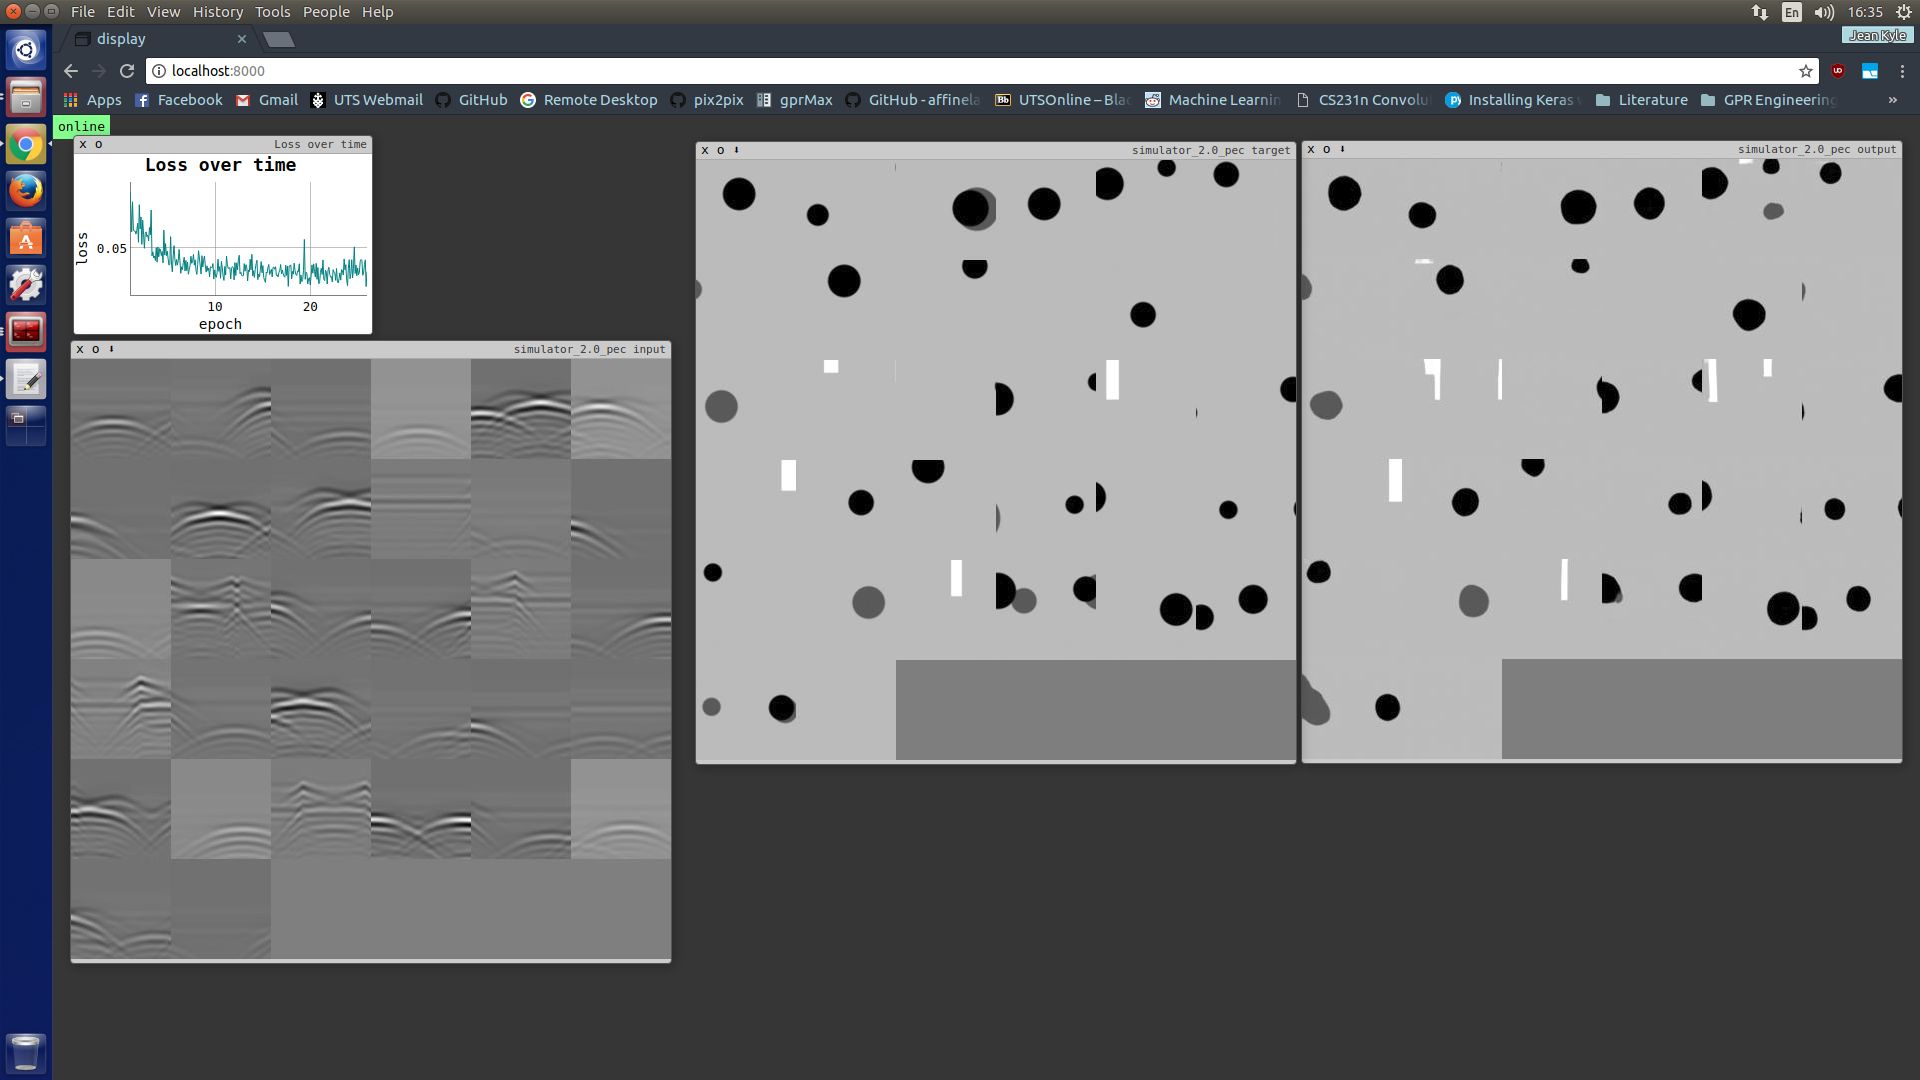 File Edit View History Tools People Help
En 16:35
display
Jean Kyle
localhost:8000
Apps Facebook Gmail UTS Webmail GitHub Remote Desktop pix2pix gprMax GitHub - affinela UTSOnline – Blac Machine Learnin CS231n Convolu Installing Keras Literature GPR Engineering »
online
x o Loss over time
Loss over time
loss
0.05
10 20
epoch
x o simulator_2.0_pec input
x o simulator_2.0_pec target
x o simulator_2.0_pec output